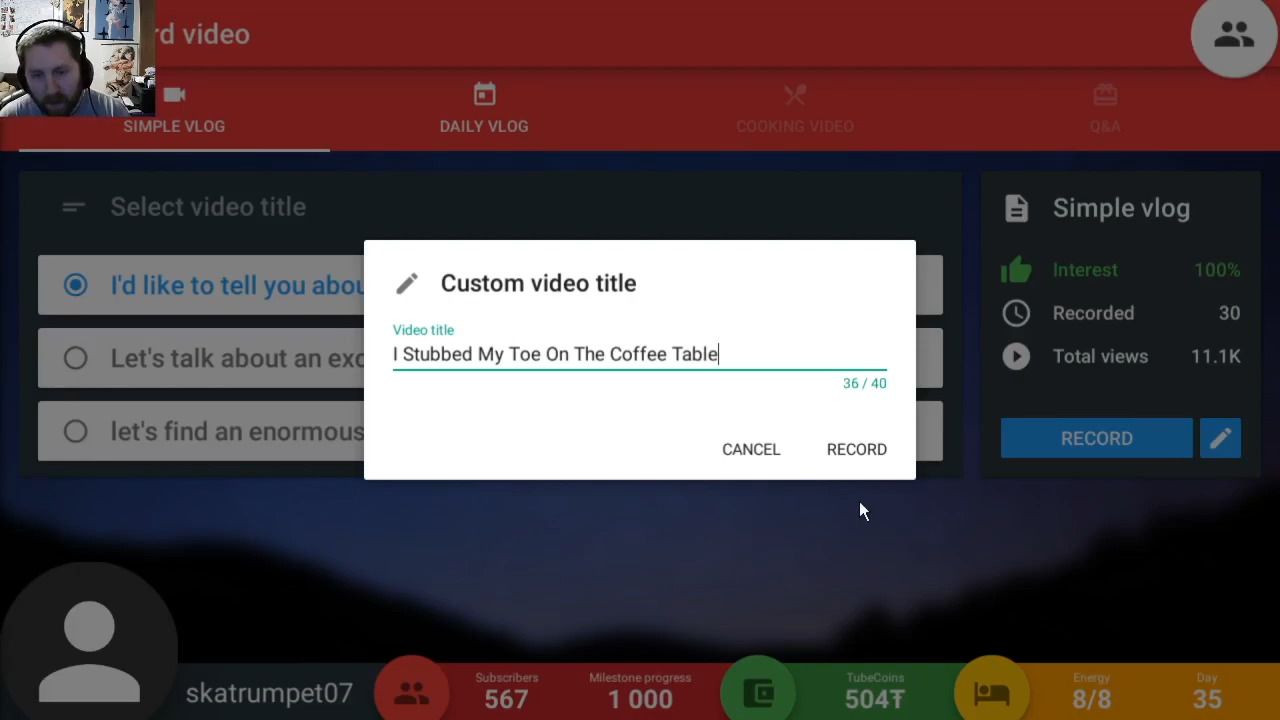 rd video
SIMPLE VLOG
DAILY VLOG
COOKING VIDEO
Q&A
Select video title
I'd like to tell you abou
Let's talk about an exc
let's find an enormous
Custom video title
Video title
I Stubbed My Toe On The Coffee Table
36 / 40
CANCEL RECORD
Simple vlog
Interest 100%
Recorded 30
Total views 11.1K
RECORD
skatrumpet07
Subscribers
567
Milestone progress
1 000
TubeCoins
504₮
Energy
8/8
Day
35